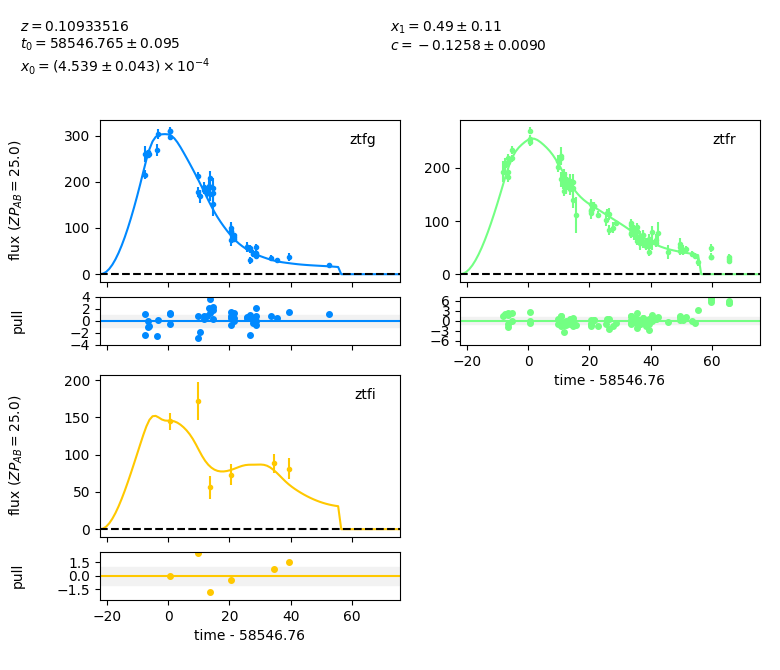 z = 0.10933516
t₀ = 58546.765 ± 0.095
x₀ = (4.539 ± 0.043) × 10⁻⁴
x₁ = 0.49 ± 0.11
c = −0.1258 ± 0.0090
ztfg
300
200
100
0
flux (ZP_AB = 25.0)
ztfr
200
100
0
4
2
0
−2
−4
pull
6
3
0
−3
−6
−20 0 20 40 60
time - 58546.76
ztfi
200
150
100
50
0
flux (ZP_AB = 25.0)
1.5
0.0
−1.5
pull
−20 0 20 40 60
time - 58546.76